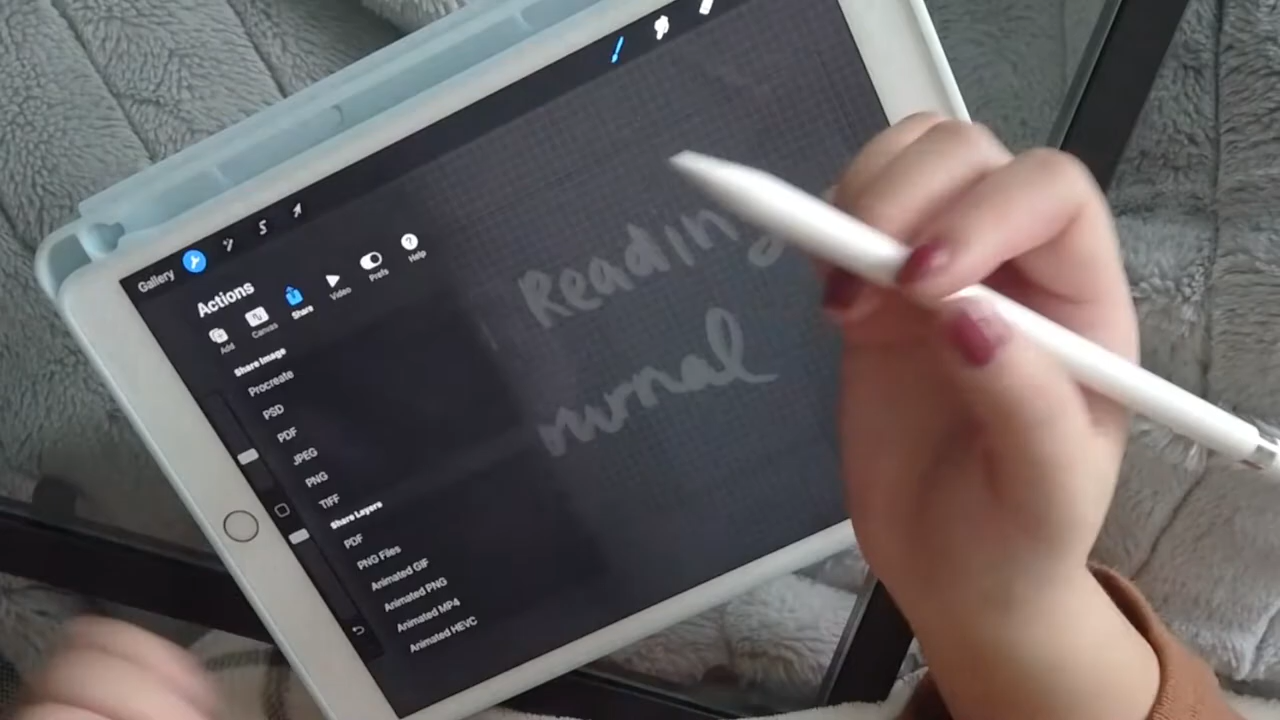 Gallery
Actions
Add
Canvas
Share
Video
Prefs
Help
Share Image
Procreate
PSD
PDF
JPEG
PNG
TIFF
Share Layers
PDF
PNG Files
Animated GIF
Animated PNG
Animated MP4
Animated HEVC
Reading